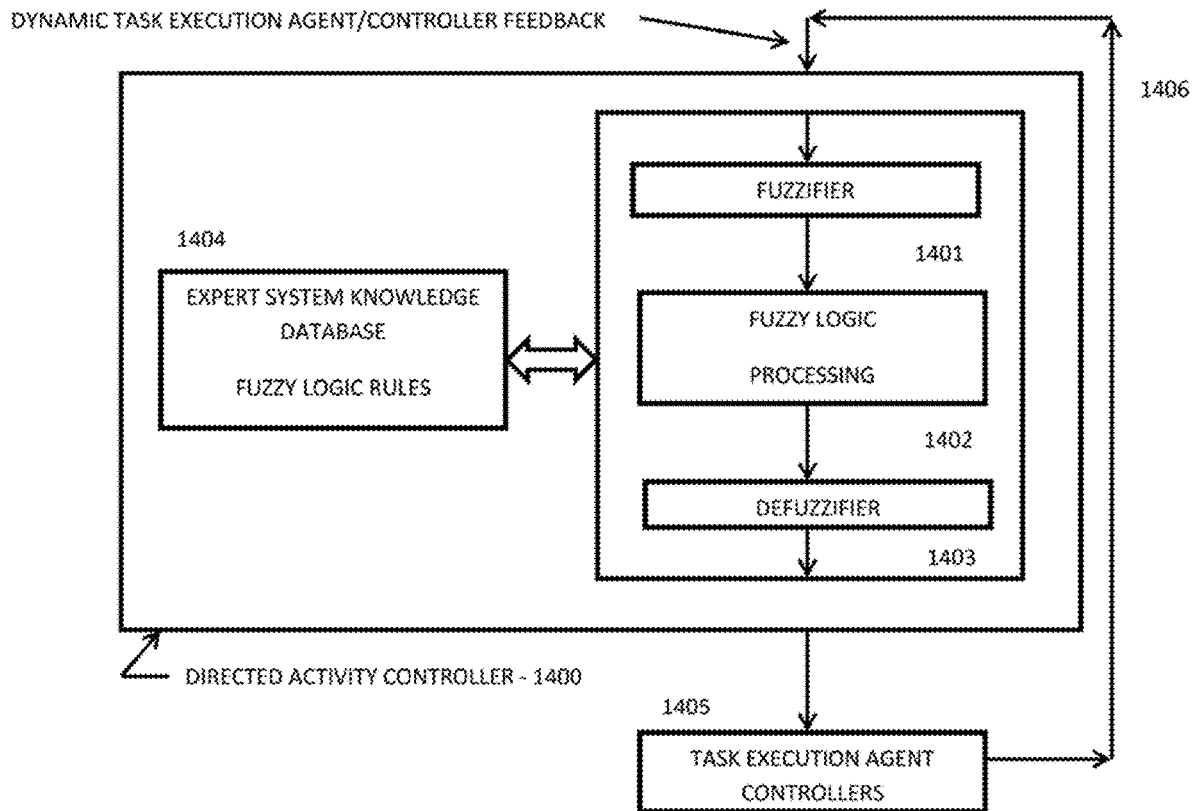 DYNAMIC TASK EXECUTION AGENT/CONTROLLER FEEDBACK
1406
FUZZIFIER
1404
1401
EXPERT SYSTEM KNOWLEDGE
DATABASE
FUZZY LOGIC RULES
FUZZY LOGIC
PROCESSING
1402
DEFUZZIFIER
1403
DIRECTED ACTIVITY CONTROLLER - 1400
1405
TASK EXECUTION AGENT
CONTROLLERS